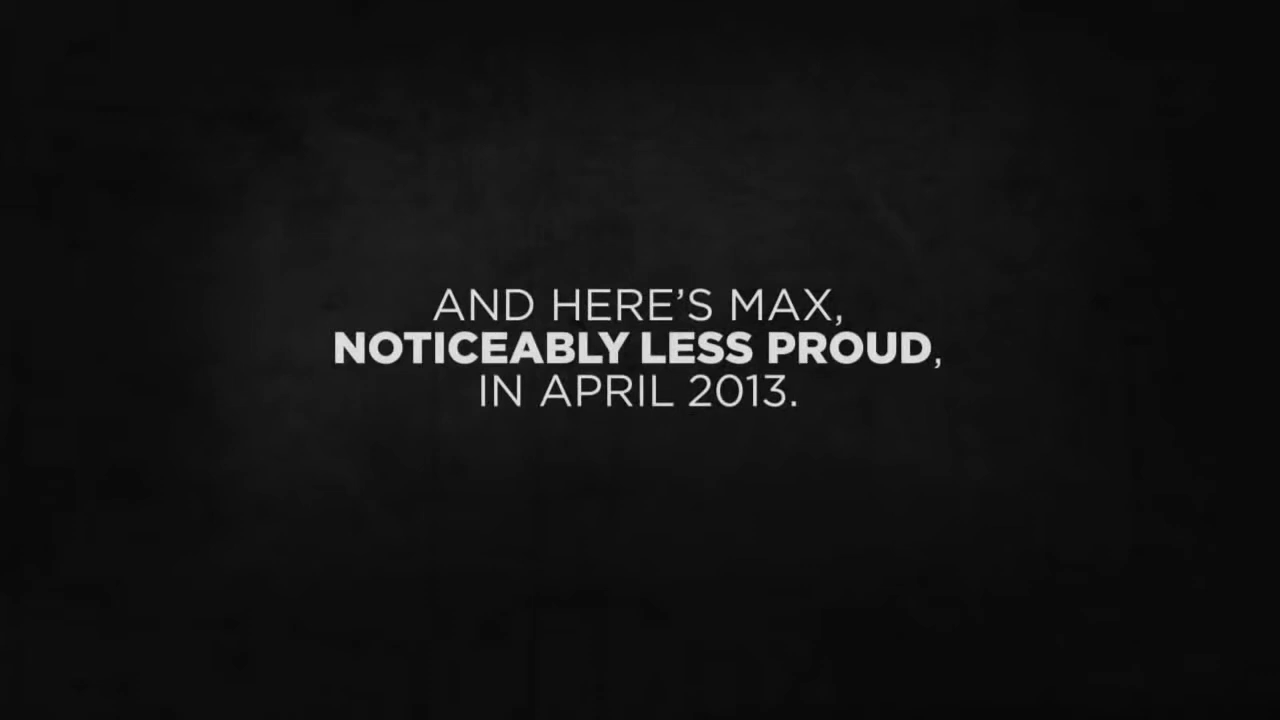 AND HERE’S MAX,
NOTICEABLY LESS PROUD,
IN APRIL 2013.